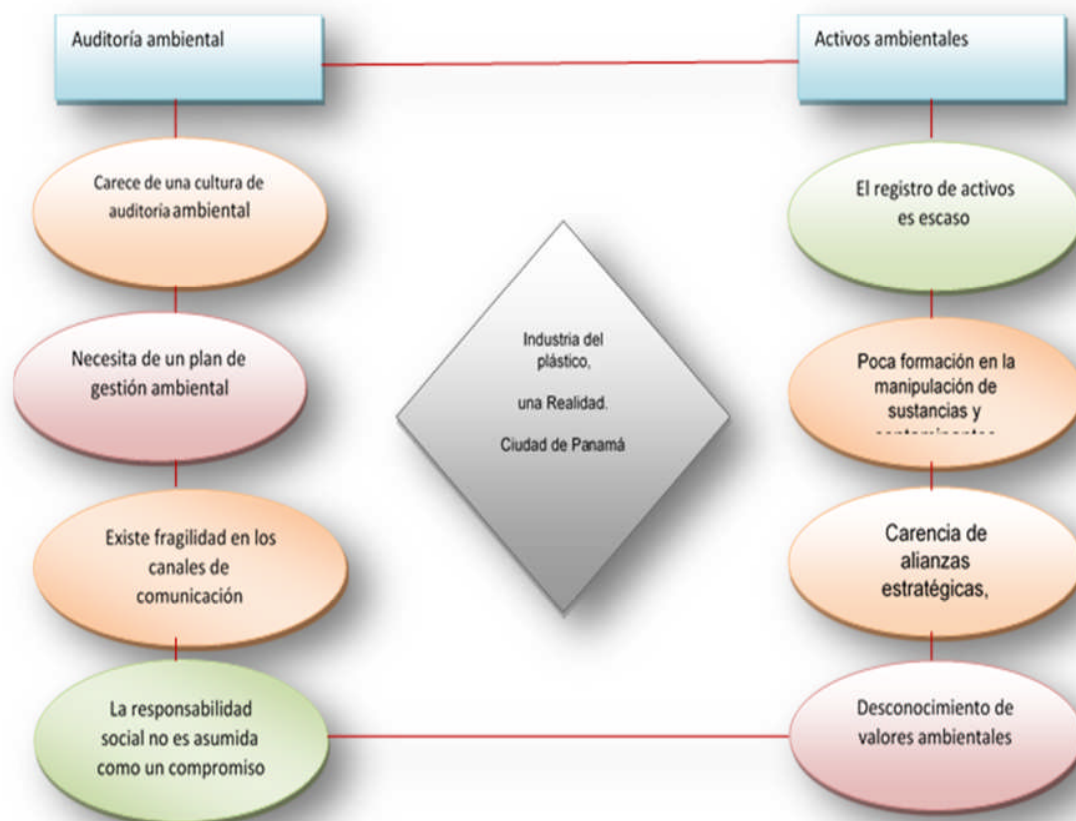 Auditoría ambiental
Carece de una cultura de
auditoría ambiental
Necesita de un plan de
gestión ambiental
Existe fragilidad en los
canales de
comunicación
La responsabilidad
social no es asumida
como un compromiso
Industria del
plástico,
una Realidad.
Ciudad de Panamá
Activos ambientales
El registro de activos
es escaso
Poca formación en la
manipulación de
sustancias y
Carencia de
alianzas
estratégicas,
Desconocimiento de
valores ambientales